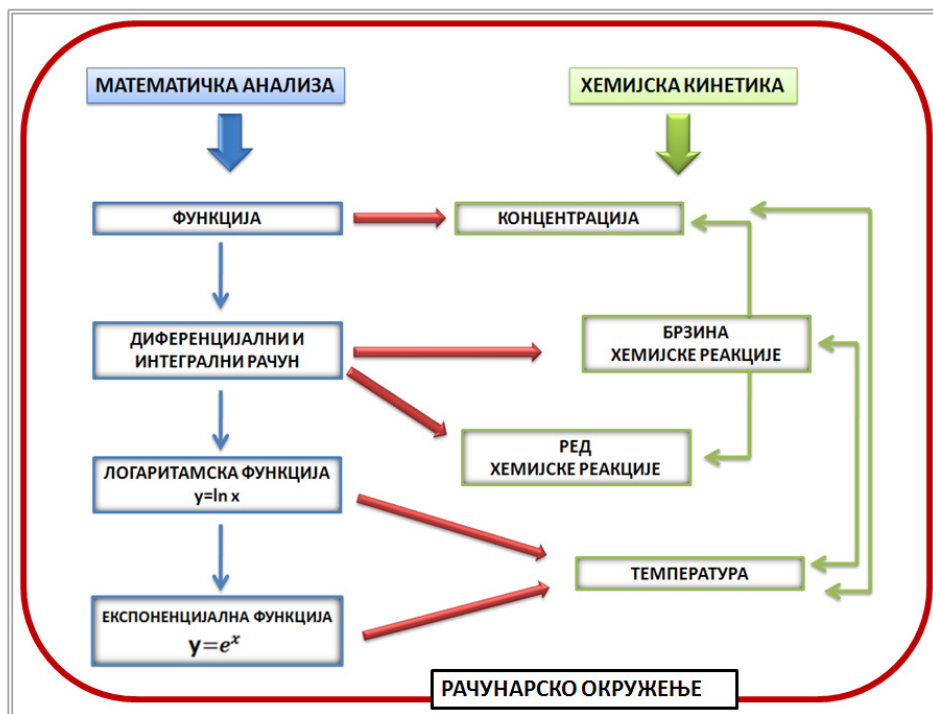 МАТЕМАТИЧКА АНАЛИЗА
ХЕМИЈСКА КИНЕТИКА
ФУНКЦИЈА
КОНЦЕНТРАЦИЈА
ДИФЕРЕНЦИЈАЛНИ И
ИНТЕГРАЛНИ РАЧУН
БРЗИНА
ХЕМИЈСКЕ РЕАКЦИЈЕ
РЕД
ХЕМИЈСКЕ РЕАКЦИЈЕ
ЛОГАРИТАМСКА ФУНКЦИЈА
y=ln x
ТЕМПЕРАТУРА
ЕКСПОНЕНЦИЈАЛНА ФУНКЦИЈА
y=eˣ
РАЧУНАРСКО ОКРУЖЕЊЕ